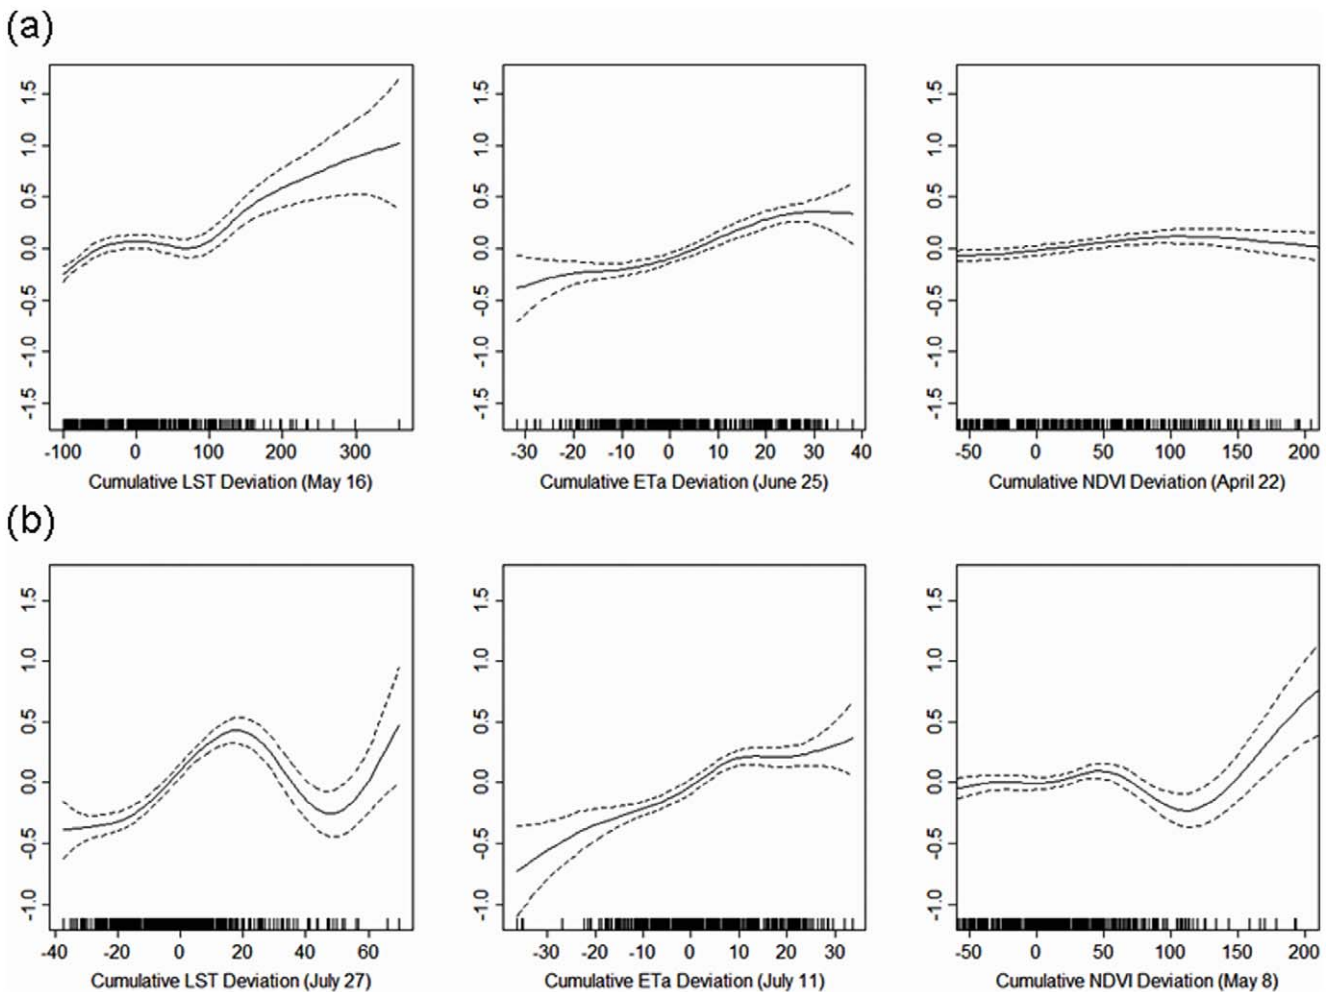 (a)
1.5 1.0 0.5 0.0 -0.5 -1.0 -1.5
-100 0 100 200 300
Cumulative LST Deviation (May 16)
1.5 1.0 0.5 0.0 -0.5 -1.0 -1.5
-30 -20 -10 0 10 20 30 40
Cumulative ETa Deviation (June 25)
1.5 1.0 0.5 0.0 -0.5 -1.0 -1.5
-50 0 50 100 150 200
Cumulative NDVI Deviation (April 22)
(b)
1.5 1.0 0.5 0.0 -0.5 -1.0
-40 -20 0 20 40 60
Cumulative LST Deviation (July 27)
1.5 1.0 0.5 0.0 -0.5 -1.0
-30 -20 -10 0 10 20 30
Cumulative ETa Deviation (July 11)
1.5 1.0 0.5 0.0 -0.5 -1.0
-50 0 50 100 150 200
Cumulative NDVI Deviation (May 8)